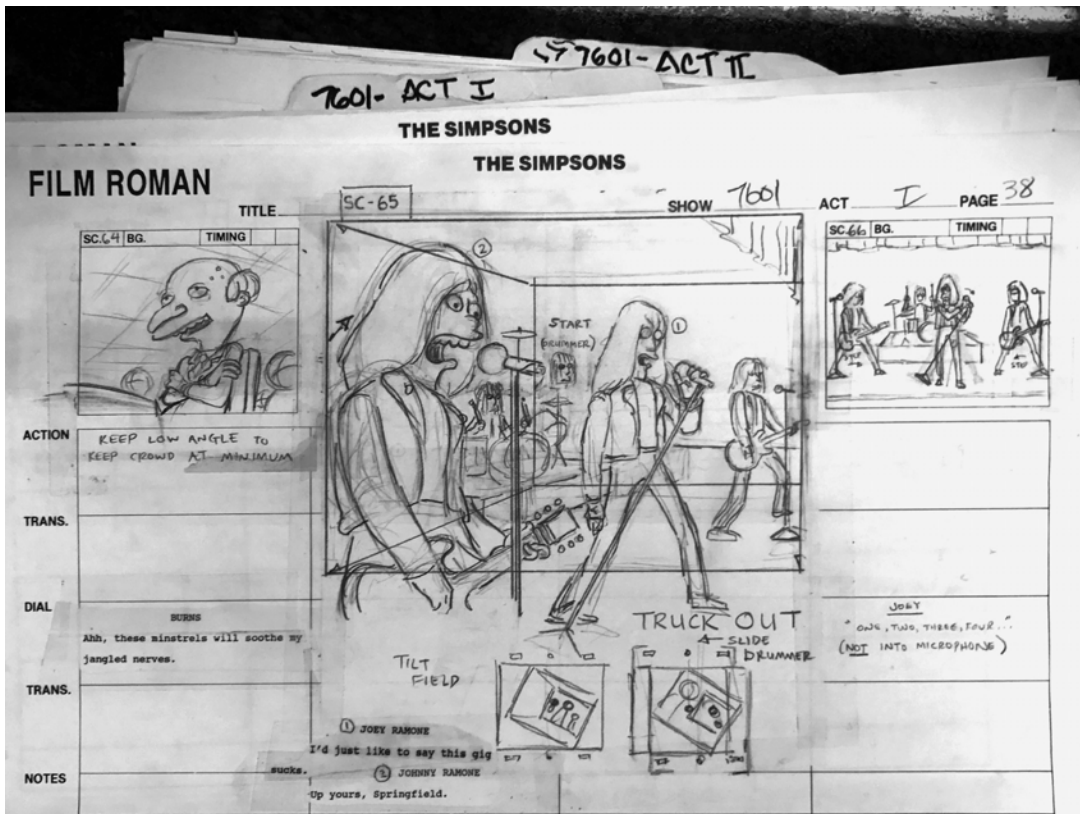 7601- ACT II
7601- ACT I
THE SIMPSONS
THE SIMPSONS
FILM ROMAN
TITLE
SC-65
SHOW 7601
ACT I
PAGE 38
SC.64 BG. TIMING
SC.66 BG. TIMING
2
1
START
(DRUMMER)
STEP
STEP
ACTION
KEEP LOW ANGLE TO
KEEP CROWD AT MINIMUM
TRANS.
DIAL
BURNS
Ahh, these minstrels will soothe my
jangled nerves.
TRUCK OUT
SLIDE
DRUMMER
JOEY
"ONE, TWO, THREE, FOUR..."
(NOT INTO MICROPHONE)
TILT
FIELD
TRANS.
1 JOEY RAMONE
I'd just like to say this gig
sucks.
2 JOHNNY RAMONE
Up yours, Springfield.
NOTES